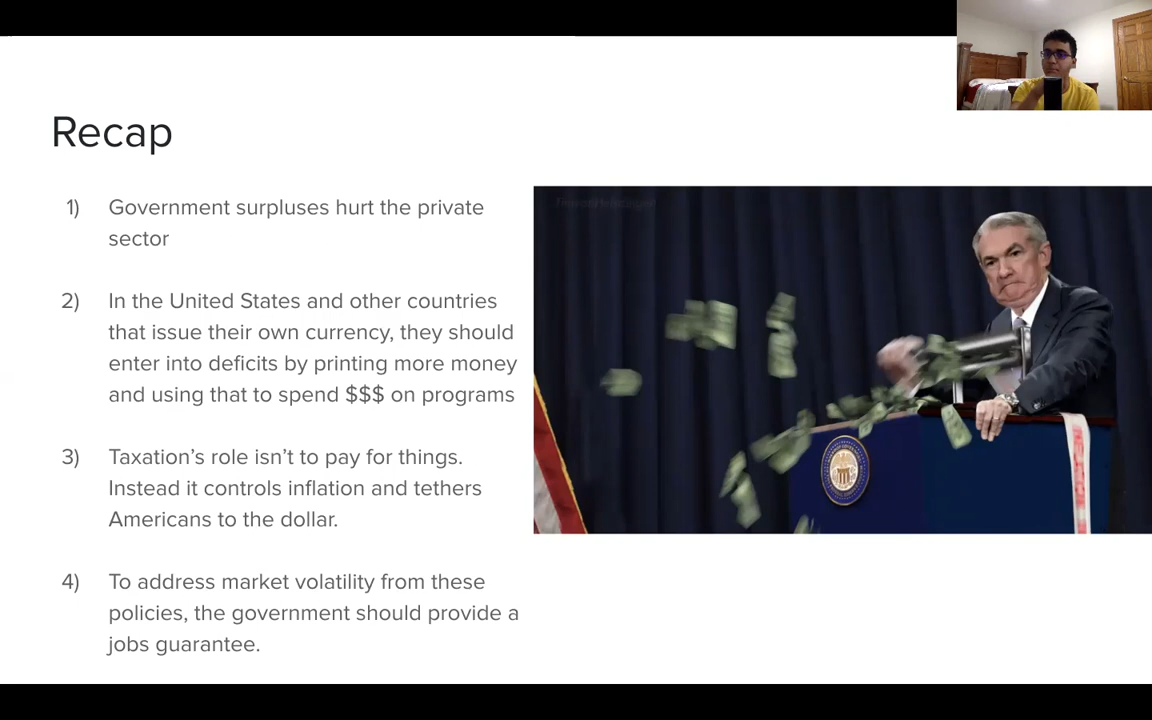 Recap
1) Government surpluses hurt the private
sector
2) In the United States and other countries
that issue their own currency, they should
enter into deficits by printing more money
and using that to spend $$$ on programs
3) Taxation’s role isn’t to pay for things.
Instead it controls inflation and tethers
Americans to the dollar.
4) To address market volatility from these
policies, the government should provide a
jobs guarantee.